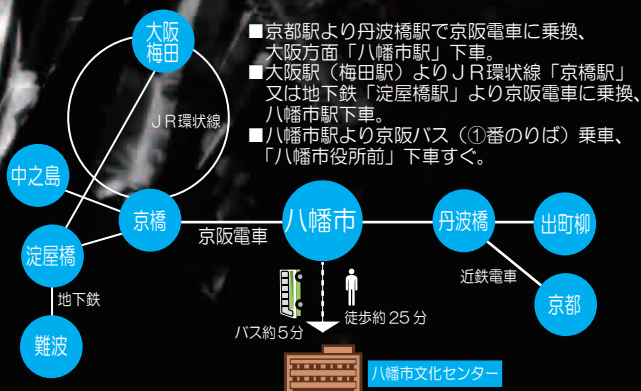 ■京都駅より丹波橋駅で京阪電車に乗換、
大阪方面「八幡市駅」下車。
■大阪駅（梅田駅）よりＪＲ環状線「京橋駅」
又は地下鉄「淀屋橋駅」より京阪電車に乗換、
八幡市駅下車。
■八幡市駅より京阪バス（①番のりば）乗車、
「八幡市役所前」下車すぐ。
大阪
梅田
ＪＲ環状線
中之島
京橋
京阪電車
八幡市
丹波橋
出町柳
淀屋橋
近鉄電車
京都
地下鉄
難波
バス約5分
徒歩約25分
八幡市文化センター